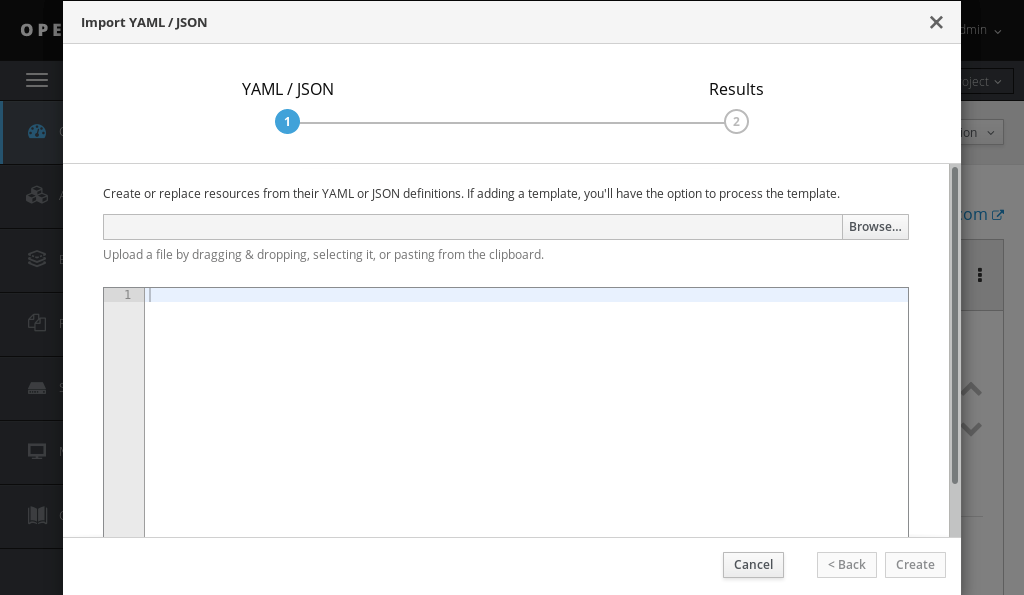 Import YAML / JSON
OPE
dmin
oject
YAML / JSON
Results
1
2
ion
Create or replace resources from their YAML or JSON definitions. If adding a template, you'll have the option to process the template.
com
Browse...
Upload a file by dragging & dropping, selecting it, or pasting from the clipboard.
1
Cancel
< Back
Create